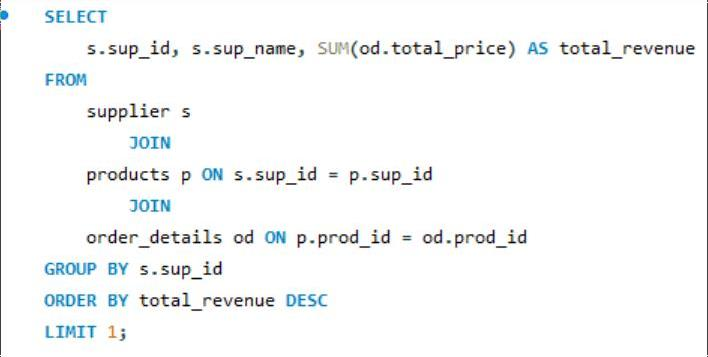 SELECT
s.sup_id, s.sup_name, SUM(od.total_price) AS total_revenue
FROM
supplier s
JOIN
products p ON s.sup_id = p.sup_id
JOIN
order_details od ON p.prod_id = od.prod_id
GROUP BY s.sup_id
ORDER BY total_revenue DESC
LIMIT 1;